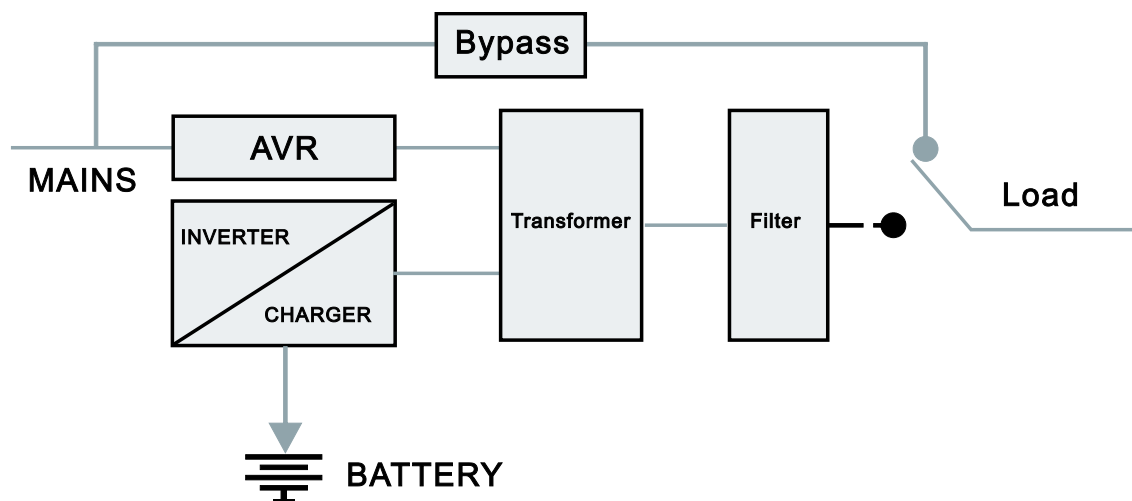 Bypass
AVR
MAINS
Load
INVERTER
Transformer
Filter
CHARGER
BATTERY